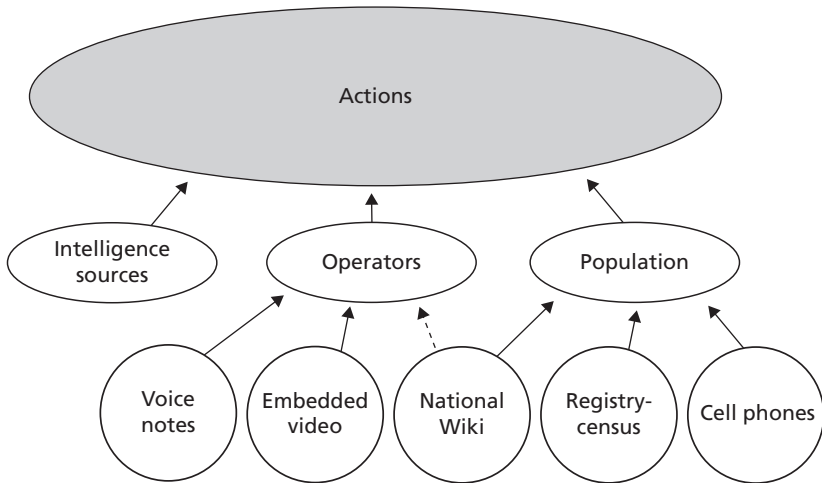 Actions
Intelligence
sources
Operators
Population
Voice
notes
Embedded
video
National
Wiki
Registry-
census
Cell phones